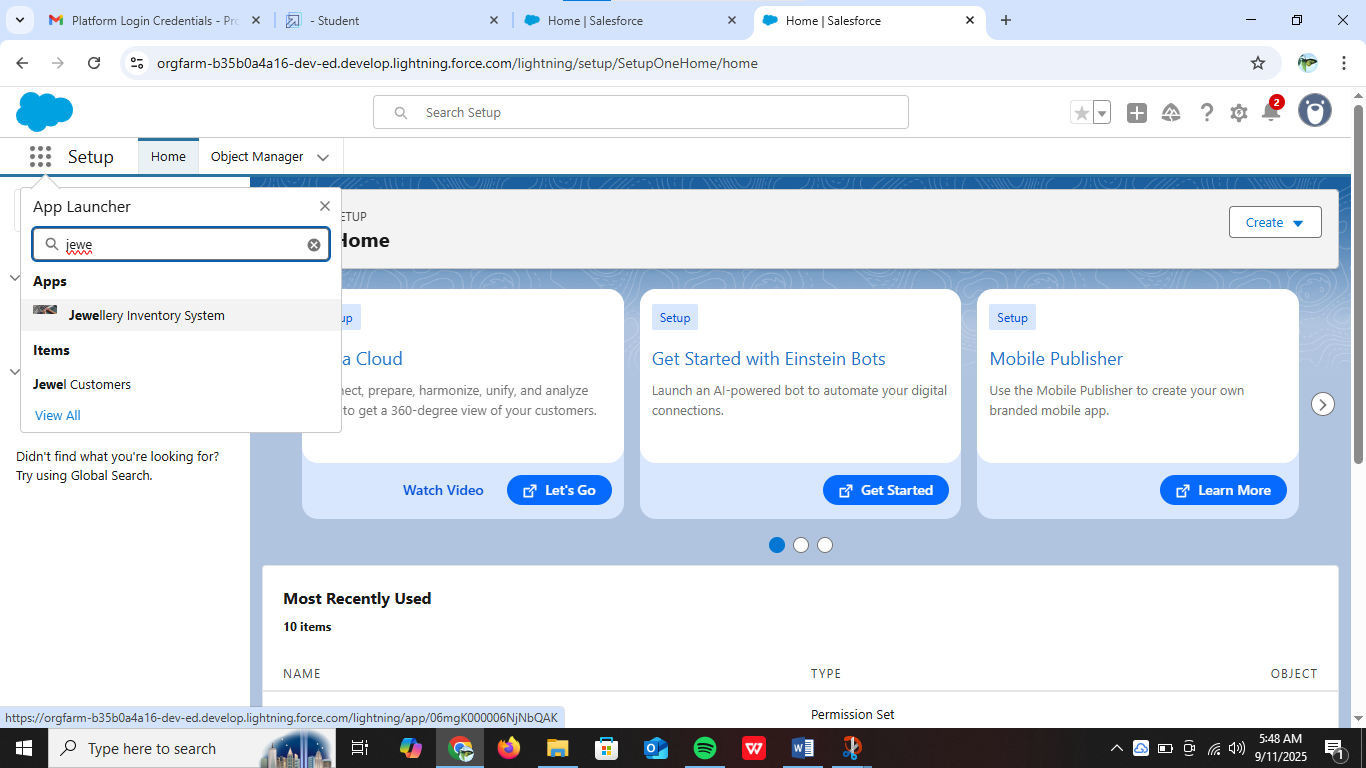 Platform Login Credentials - Pro
- Student
Home | Salesforce
Home | Salesforce
orgfarm-b35b0a4a16-dev-ed.develop.lightning.force.com/lightning/setup/SetupOneHome/home
Search Setup
2
Setup
Home
Object Manager
App Launcher
jewe
Apps
Jewellery Inventory System
Items
Jewel Customers
View All
Didn't find what you're looking for?
Try using Global Search.
ETUP
Home
Create
up
a Cloud
nect, prepare, harmonize, unify, and analyze
to get a 360-degree view of your customers.
Watch Video
Let's Go
Setup
Get Started with Einstein Bots
Launch an AI-powered bot to automate your digital
connections.
Get Started
Setup
Mobile Publisher
Use the Mobile Publisher to create your own
branded mobile app.
Learn More
Most Recently Used
10 items
NAME TYPE OBJECT
Permission Set
https://orgfarm-b35b0a4a16-dev-ed.develop.lightning.force.com/lightning/app/06mgK000006NjNbQAK
Type here to search
5:48 AM
9/11/2025
1